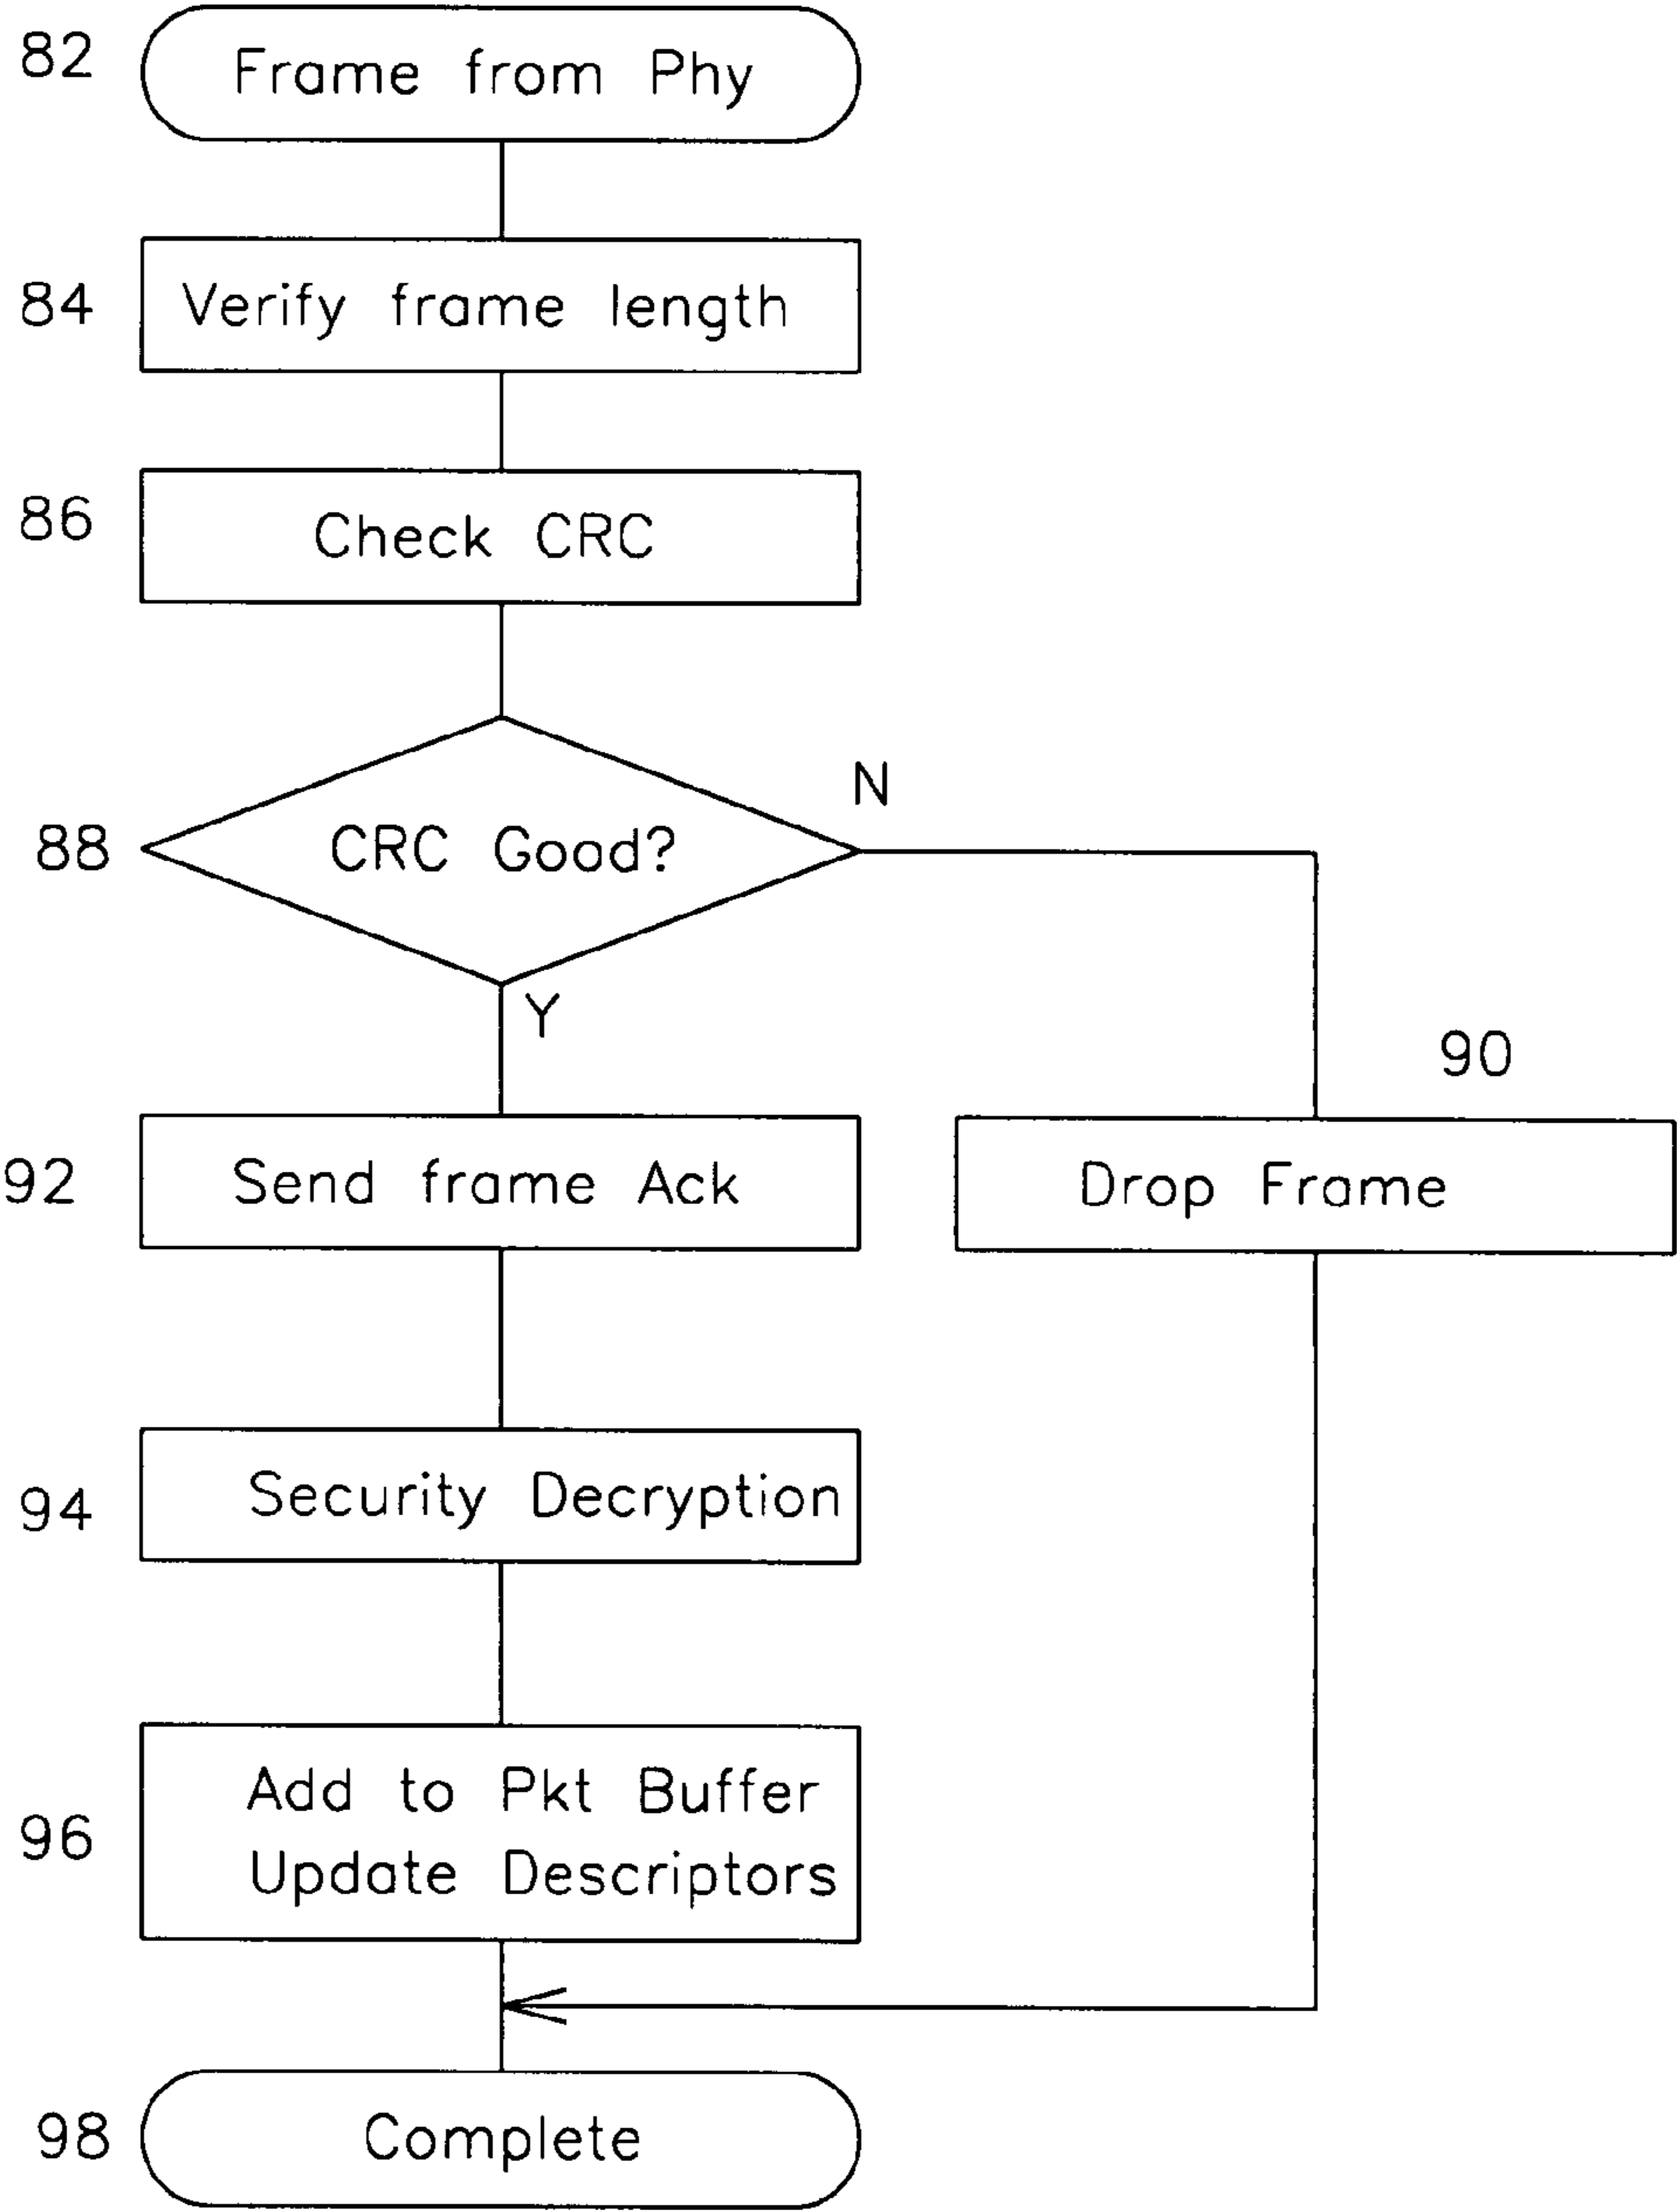 82 Frame from Phy
84 Verify frame length
86 Check CRC
88 CRC Good?
N
Y
90
92 Send frame Ack
Drop Frame
94 Security Decryption
96 Add to Pkt Buffer
Update Descriptors
98 Complete